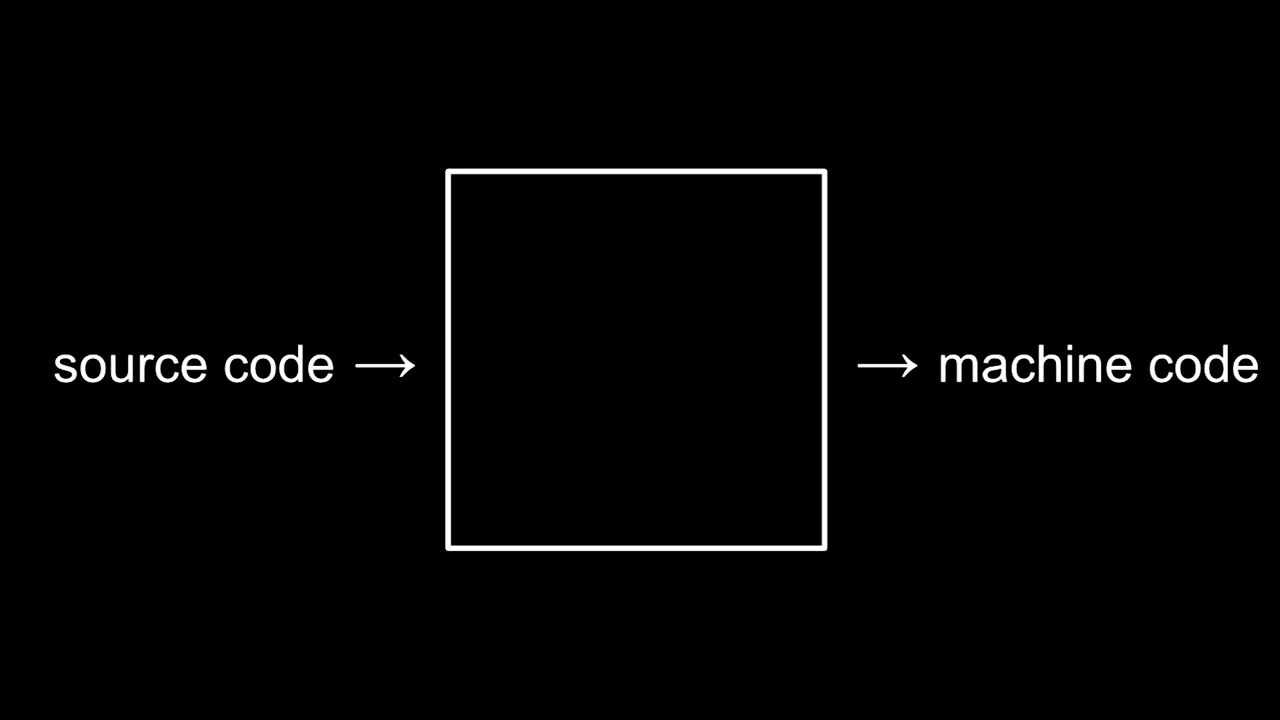 source code → → machine code